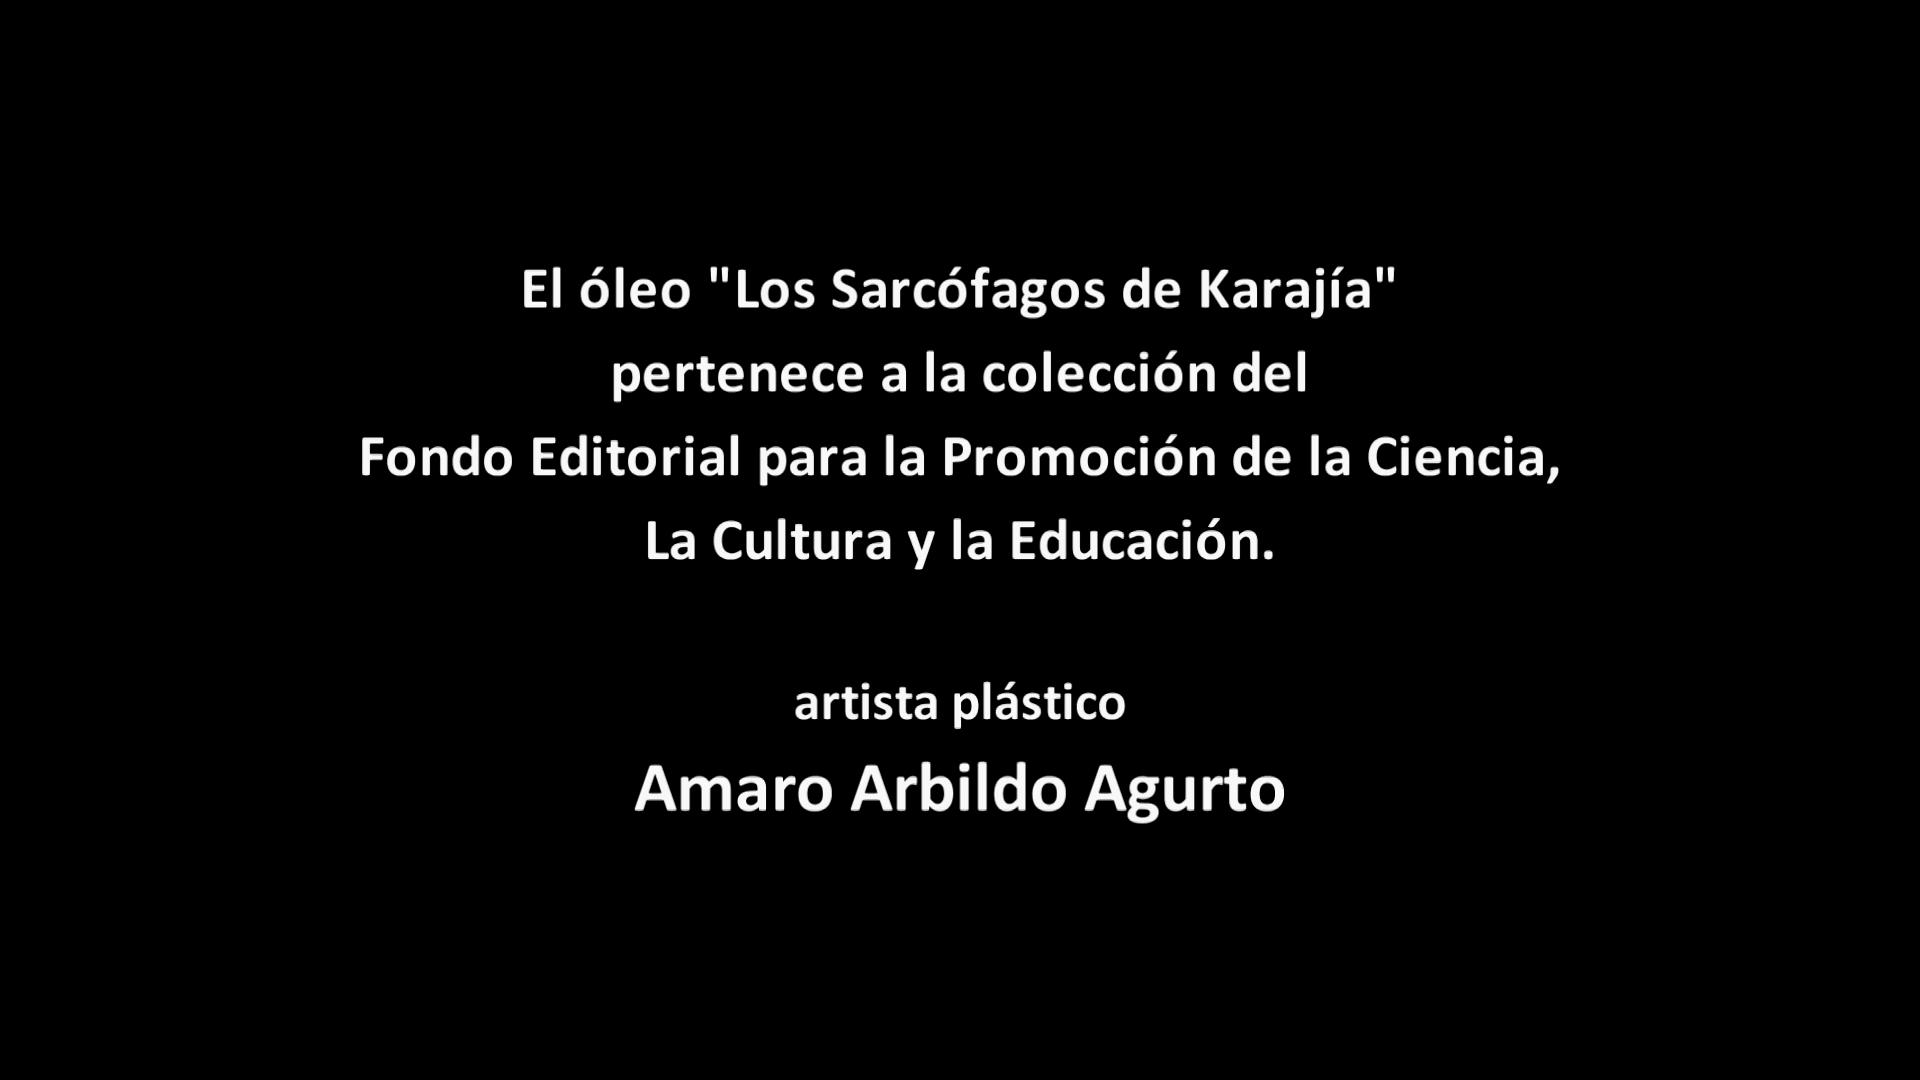 El óleo "Los Sarcófagos de Karajía"
pertenece a la colección del
Fondo Editorial para la Promoción de la Ciencia,
La Cultura y la Educación.
artista plástico
Amaro Arbildo Agurto